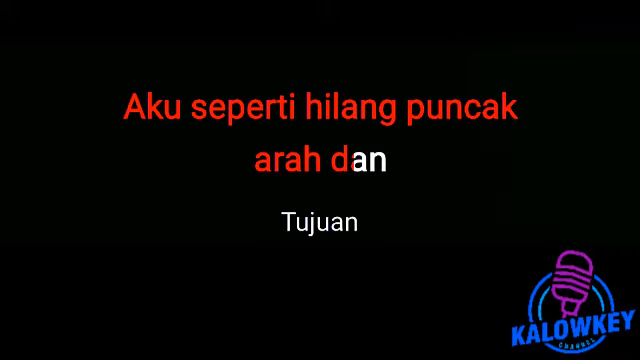 Aku seperti hilang puncak
arah dan
Tujuan
KALOWKEY
CHANNEL